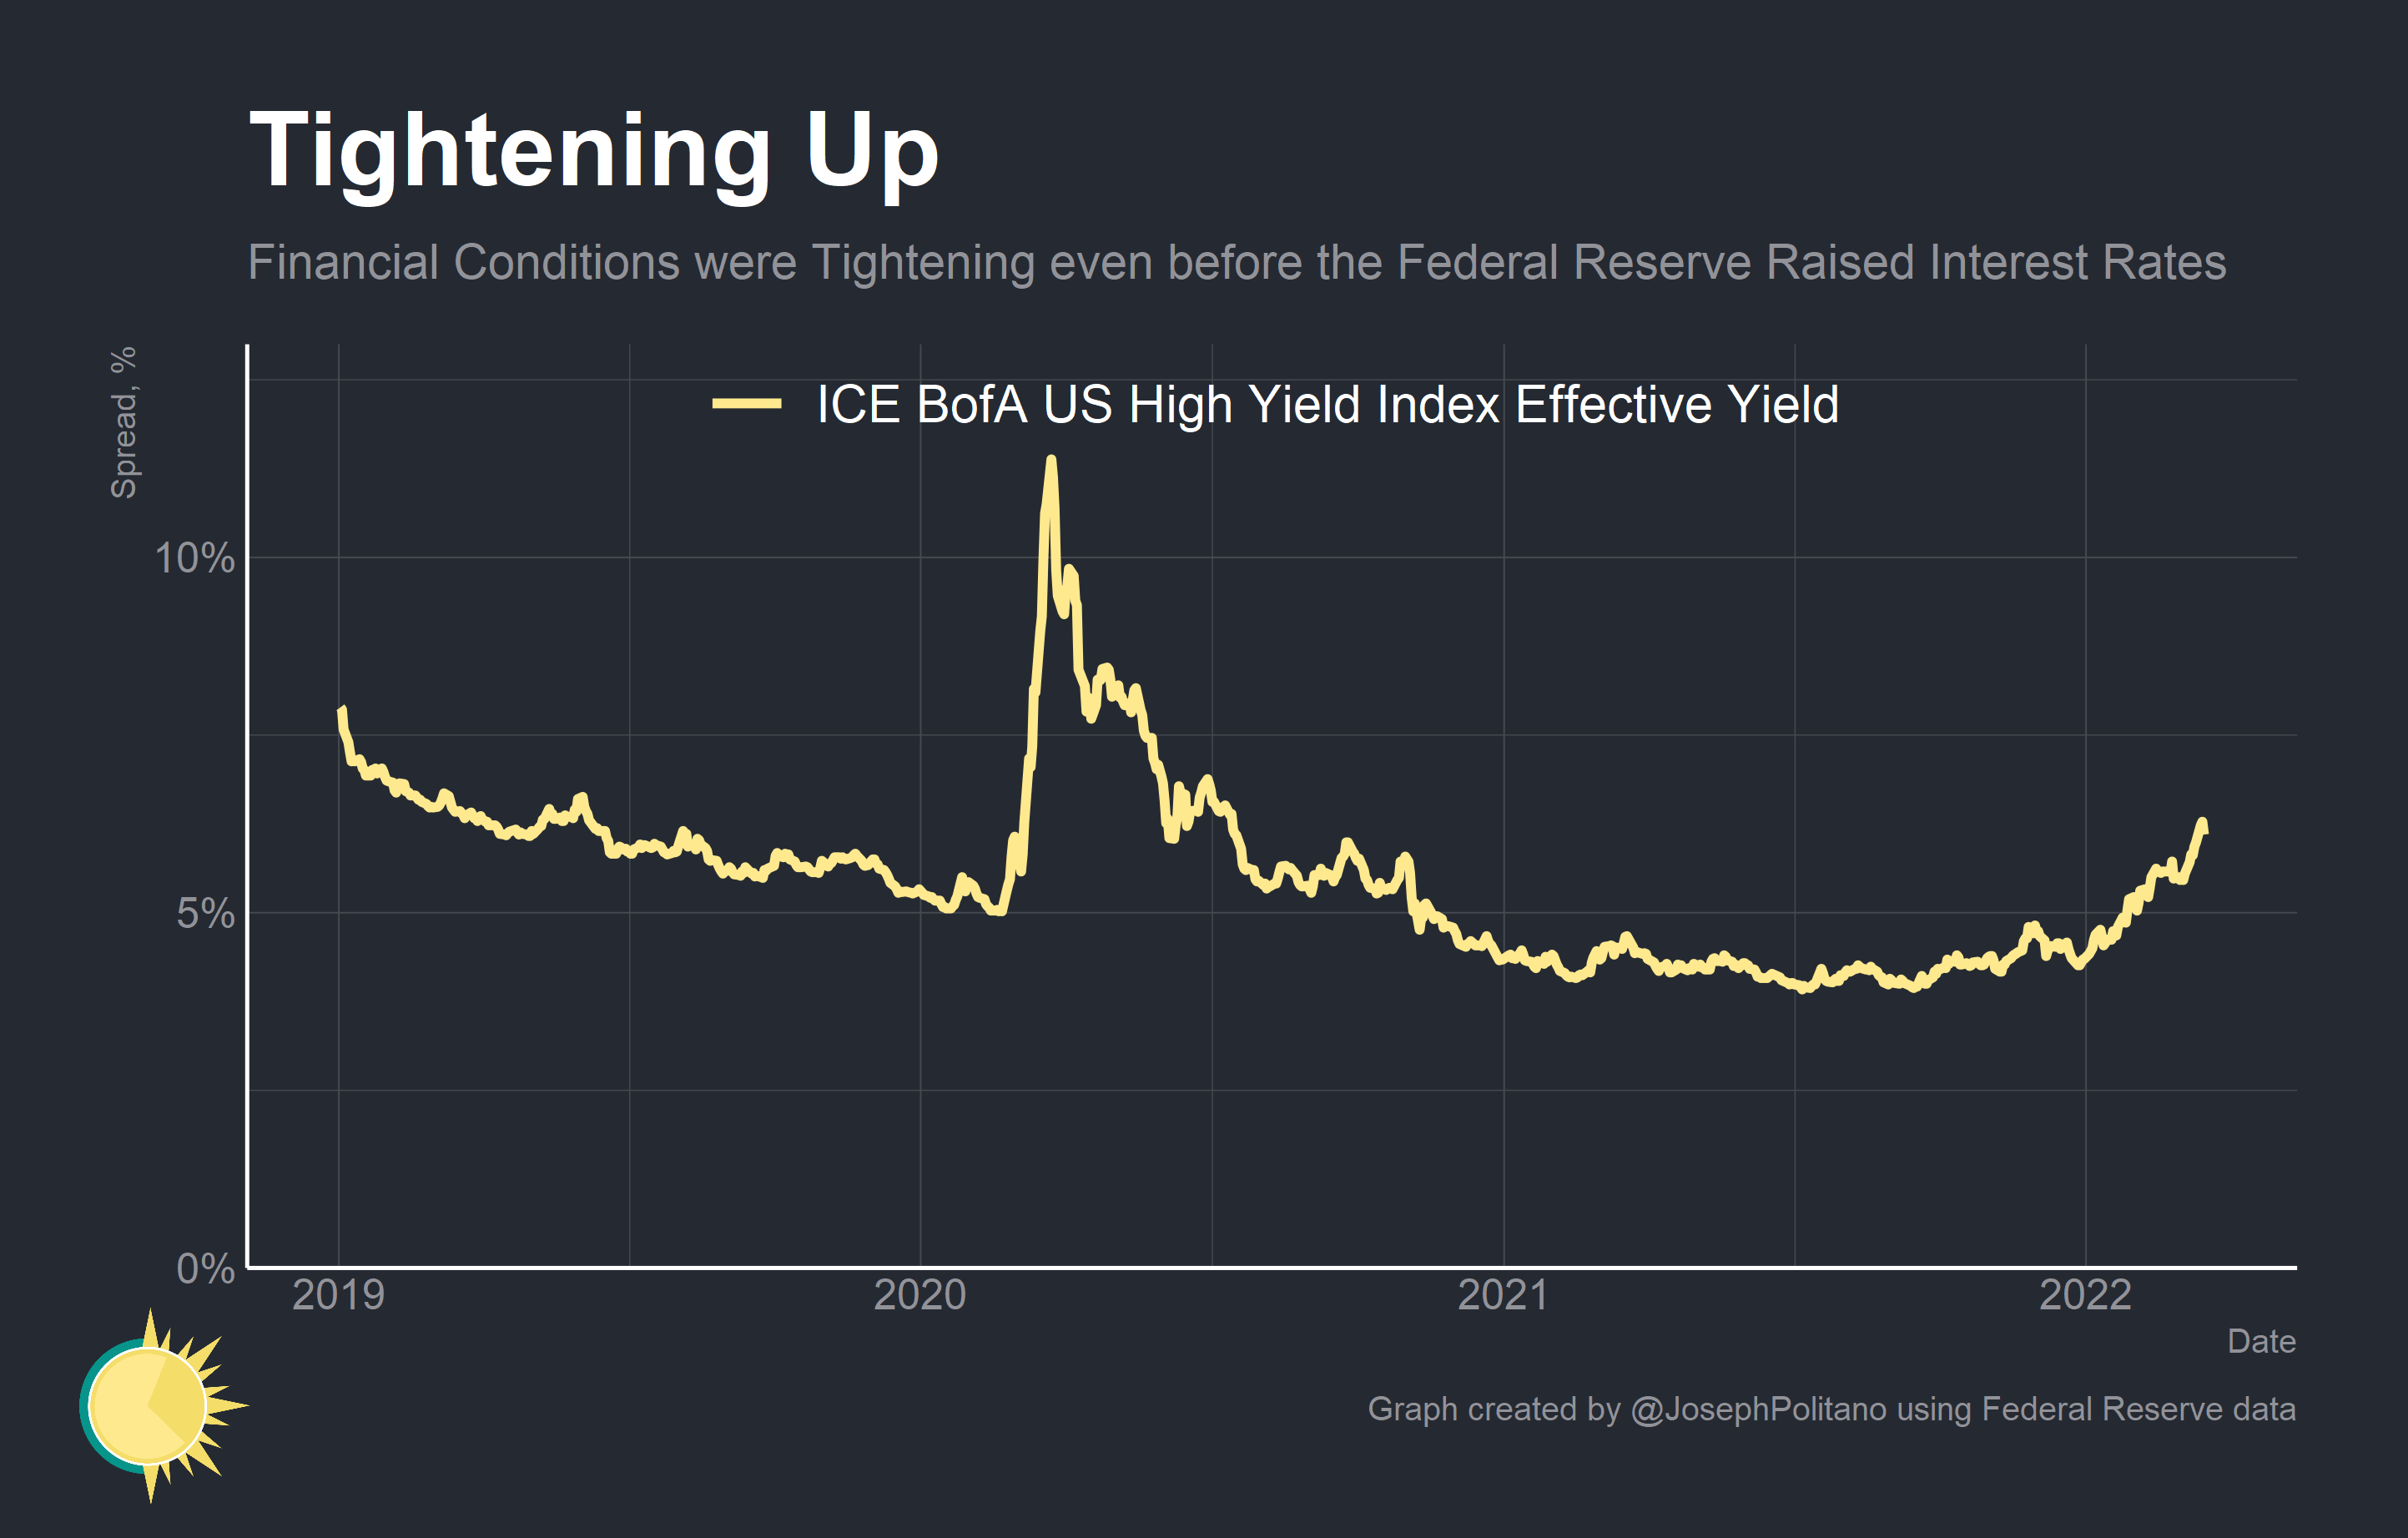 Tightening Up
Financial Conditions were Tightening even before the Federal Reserve Raised Interest Rates
Spread, %
ICE BofA US High Yield Index Effective Yield
10%
5%
0%
2019 2020 2021 2022
Date
Graph created by @JosephPolitano using Federal Reserve data